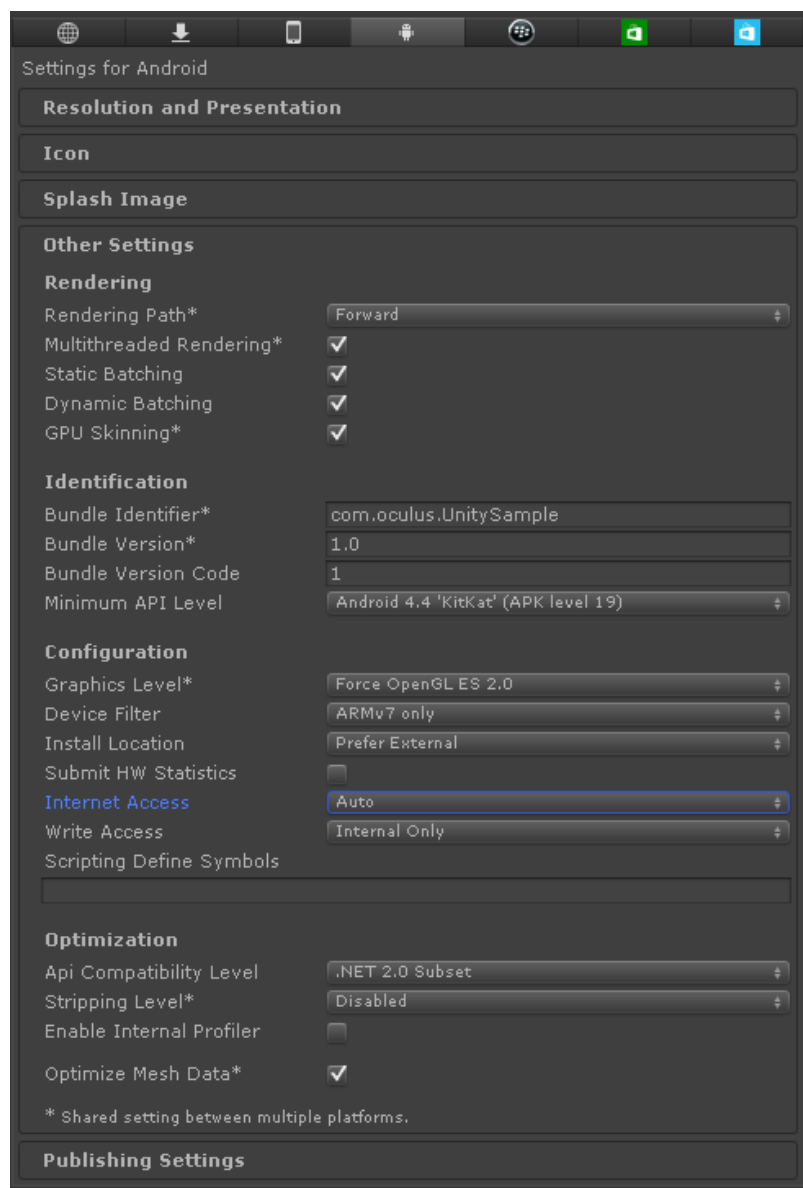 Settings for Android
Resolution and Presentation
Icon
Splash Image
Other Settings
Rendering
Rendering Path* Forward
Multithreaded Rendering*
Static Batching
Dynamic Batching
GPU Skinning*
Identification
Bundle Identifier* com.oculus.UnitySample
Bundle Version* 1.0
Bundle Version Code 1
Minimum API Level Android 4.4 'KitKat' (APK level 19)
Configuration
Graphics Level* Force OpenGL ES 2.0
Device Filter ARMv7 only
Install Location Prefer External
Submit HW Statistics
Internet Access Auto
Write Access Internal Only
Scripting Define Symbols
Optimization
Api Compatibility Level .NET 2.0 Subset
Stripping Level* Disabled
Enable Internal Profiler
Optimize Mesh Data*
* Shared setting between multiple platforms.
Publishing Settings